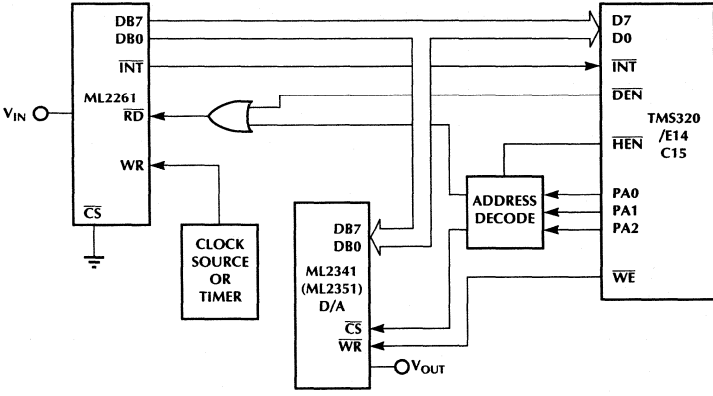 DB7
DB0
INT
ML2261
RD
WR
CS
VIN
CLOCK
SOURCE
OR
TIMER
DB7
DB0
ML2341
(ML2351)
D/A
CS
WR
VOUT
ADDRESS
DECODE
D7
D0
INT
DEN
TMS320
/E14
C15
HEN
PA0
PA1
PA2
WE